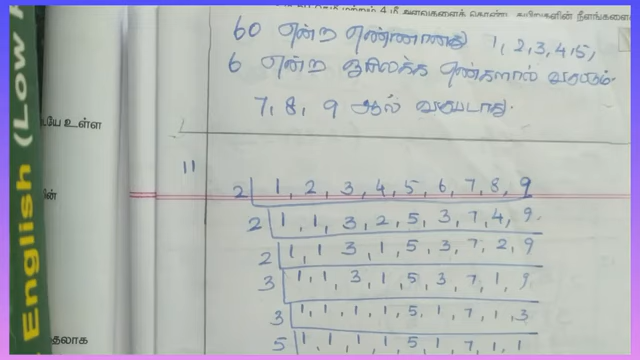 60 என்ற எண்ணானது 1, 2, 3, 4, 5,
6 என்ற இலக்க எண்களால் வகுபடும்.
7, 8, 9 ஆல் வகுபடாது.
யே உள்ள
English (Low
11
2 | 1, 2, 3, 4, 5, 6, 7, 8, 9
2 | 1, 1, 3, 2, 5, 3, 7, 4, 9.
2 | 1, 1, 3, 1, 5, 3, 7, 2, 9
3 | 1, 1, 3, 1, 5, 3, 7, 1, 9.
3 | 1, 1, 1, 1, 5, 1, 7, 1, 3
5 | 1, 1, 1, 1, 5, 1, 7, 1, 1
தலாக